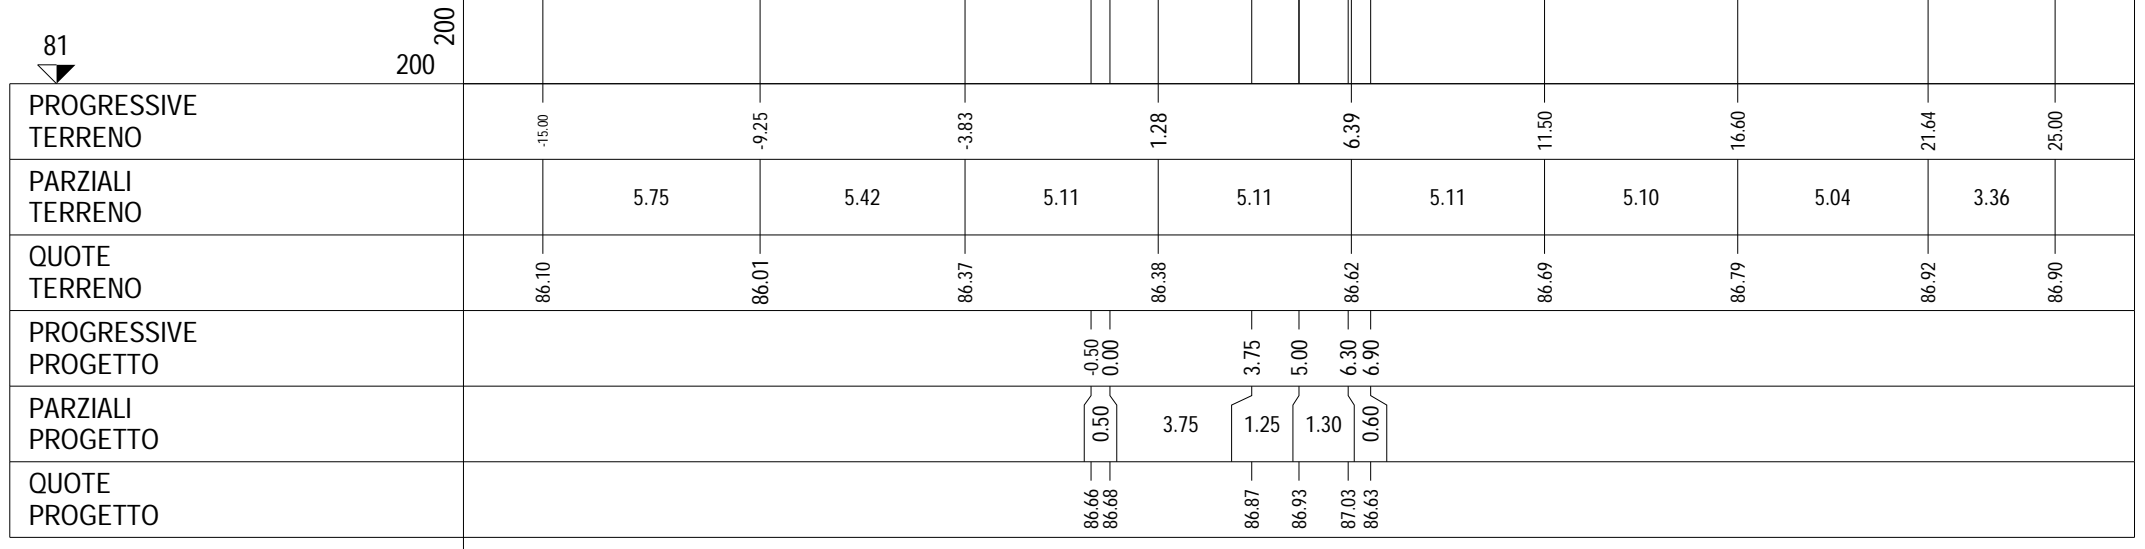 81
200
200
PROGRESSIVE
TERRENO
-15.00 -9.25 -3.83 1.28 6.39 11.50 16.60 21.64 25.00
PARZIALI
TERRENO
5.75 5.42 5.11 5.11 5.11 5.10 5.04 3.36
QUOTE
TERRENO
86.10 86.01 86.37 86.38 86.62 86.69 86.79 86.92 86.90
PROGRESSIVE
PROGETTO
-0.50 0.00 3.75 5.00 6.30 6.90
PARZIALI
PROGETTO
0.50 3.75 1.25 1.30 0.60
QUOTE
PROGETTO
86.66 86.68 86.87 86.93 87.03 86.63